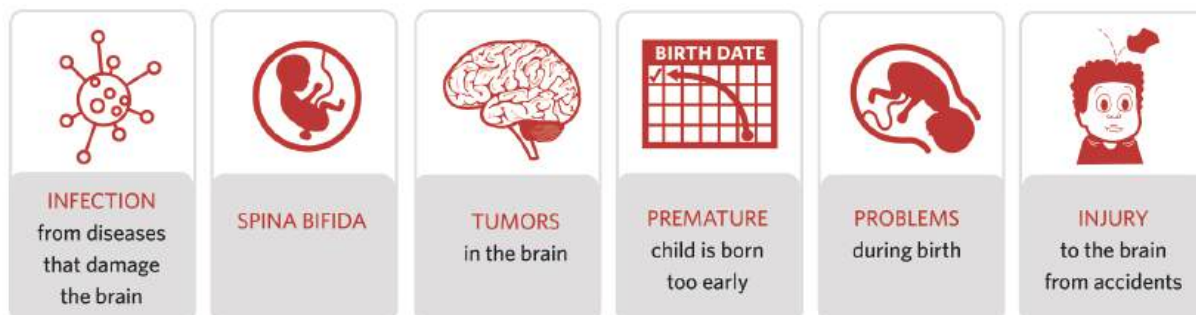 INFECTION
from diseases
that damage
the brain
SPINA BIFIDA
TUMORS
in the brain
BIRTH DATE
PREMATURE
child is born
too early
PROBLEMS
during birth
INJURY
to the brain
from accidents